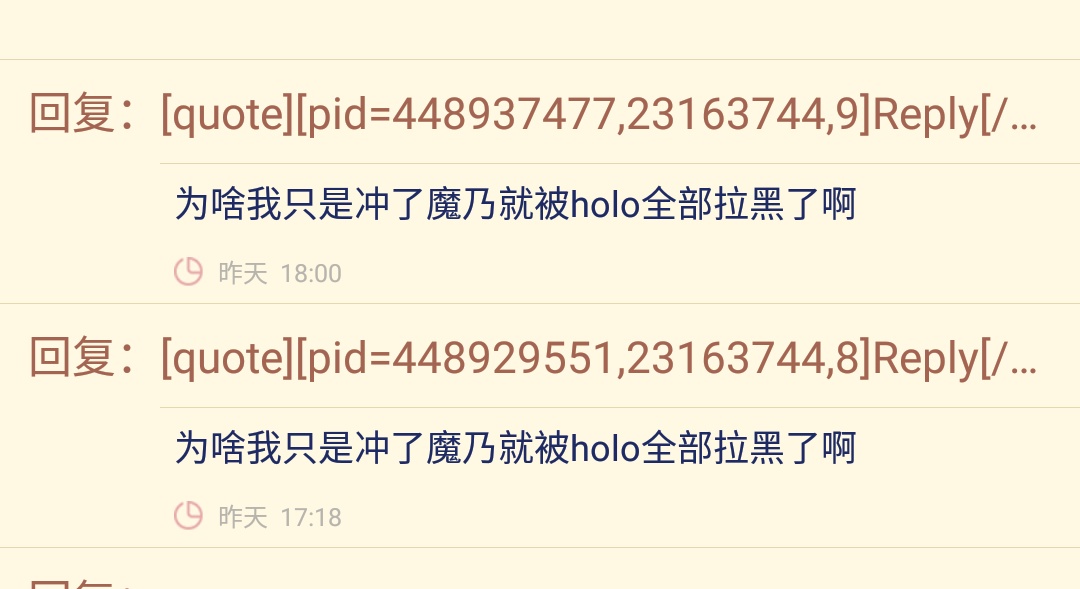 回复：[quote][pid=448937477,23163744,9]Reply[/...
为啥我只是冲了魔乃就被holo全部拉黑了啊
昨天 18:00
回复：[quote][pid=448929551,23163744,8]Reply[/...
为啥我只是冲了魔乃就被holo全部拉黑了啊
昨天 17:18
回复：